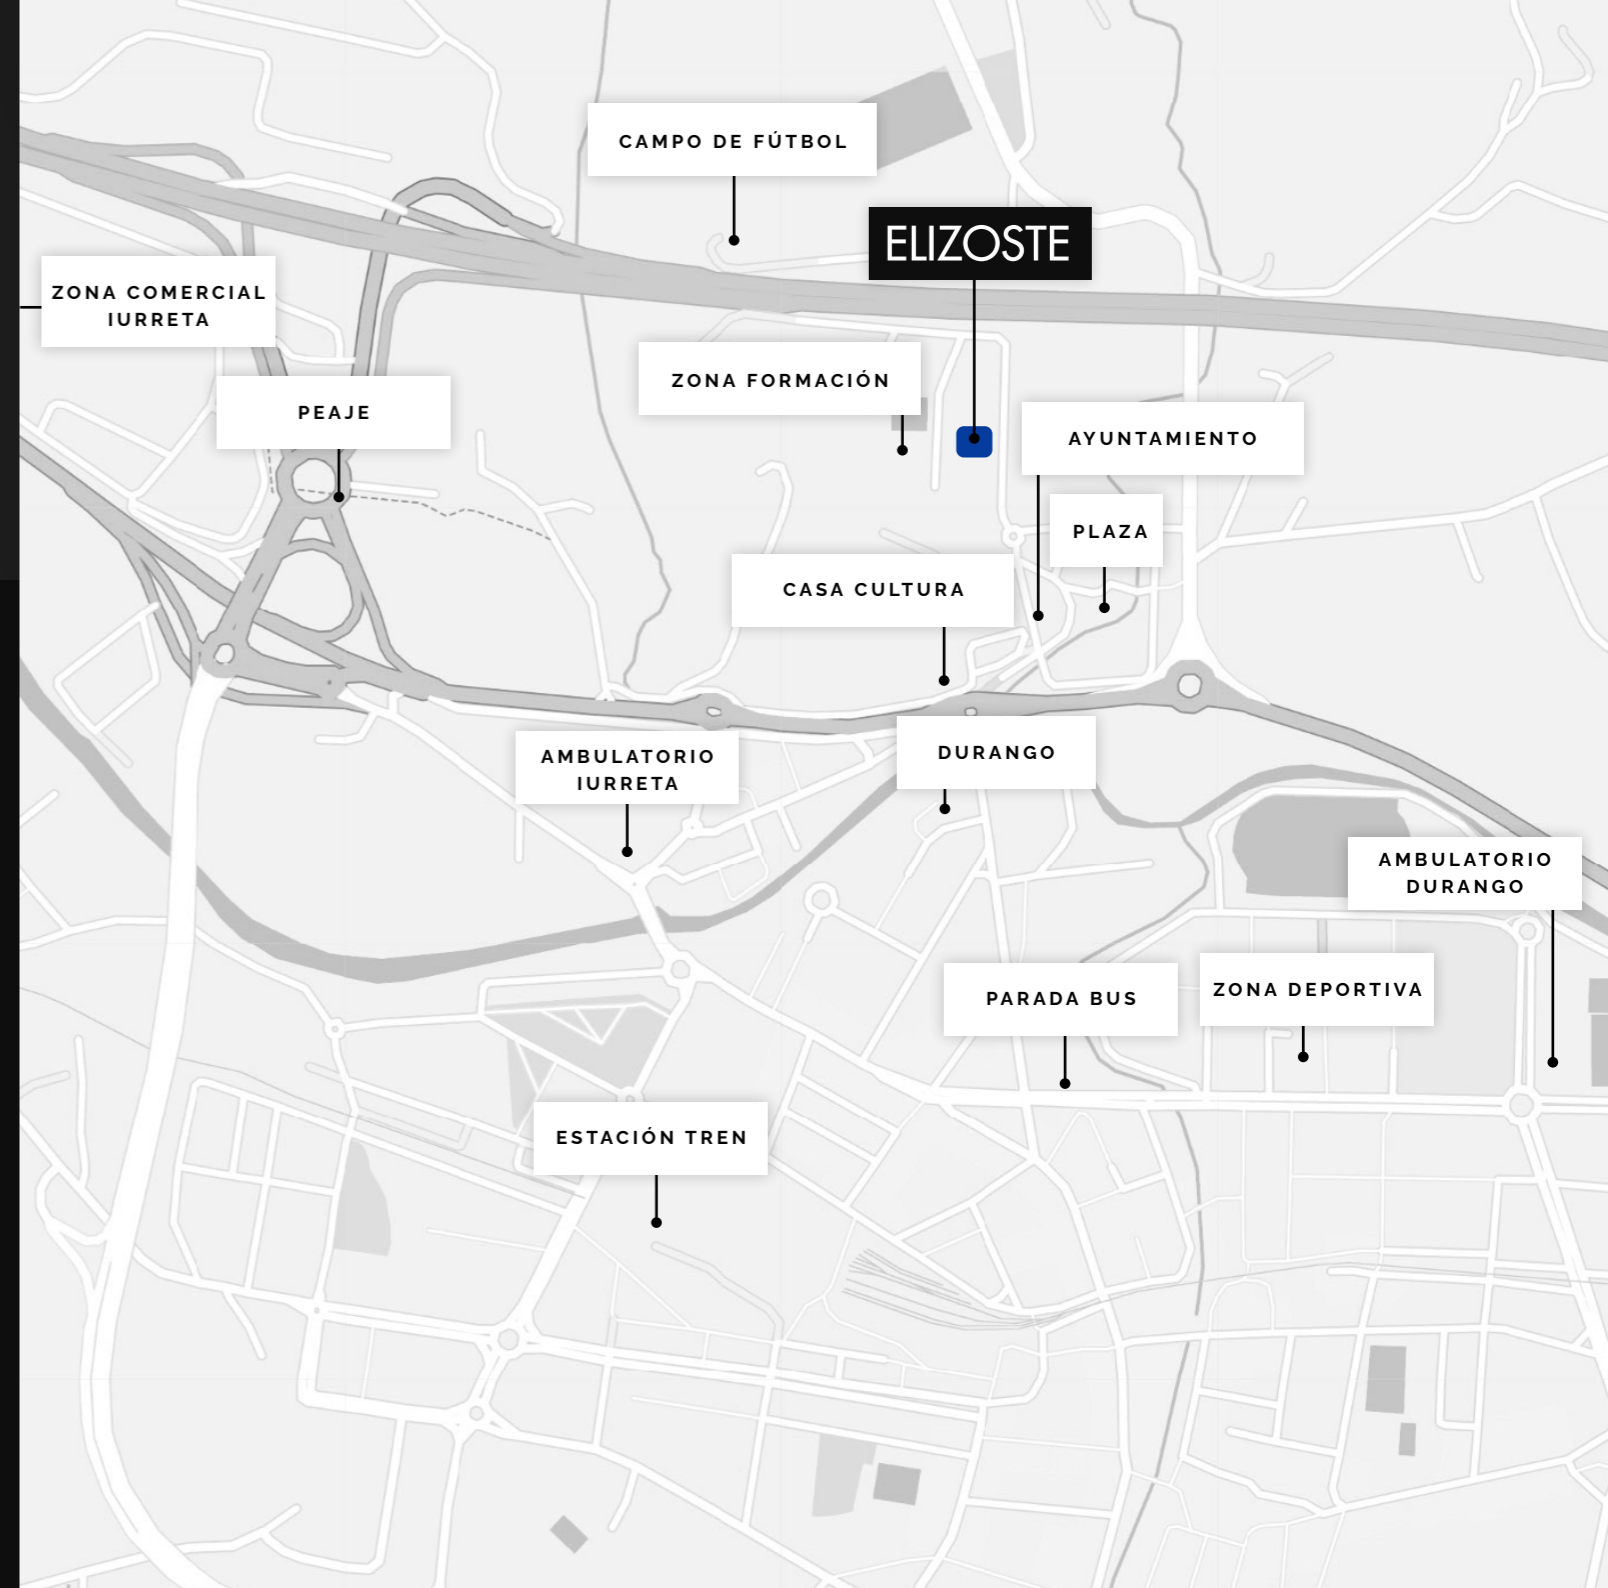 CAMPO DE FÚTBOL
ELIZOSTE
ZONA COMERCIAL
IURRETA
ZONA FORMACIÓN
PEAJE
AYUNTAMIENTO
PLAZA
CASA CULTURA
AMBULATORIO
IURRETA
DURANGO
AMBULATORIO
DURANGO
PARADA BUS
ZONA DEPORTIVA
ESTACIÓN TREN